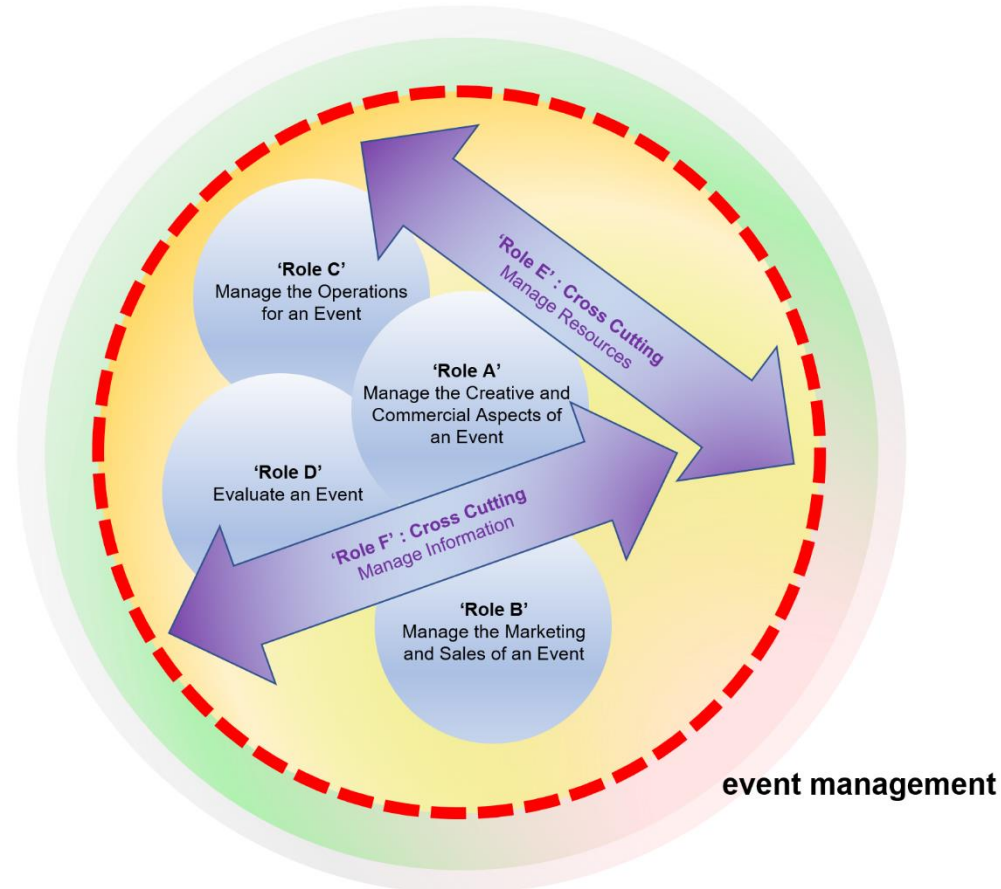 ‘Role C’
Manage the Operations
for an Event
‘Role E’ : Cross Cutting
Manage Resources
‘Role A’
Manage the Creative and
Commercial Aspects of
an Event
‘Role D’
Evaluate an Event
‘Role F’ : Cross Cutting
Manage Information
‘Role B’
Manage the Marketing
and Sales of an Event
event management